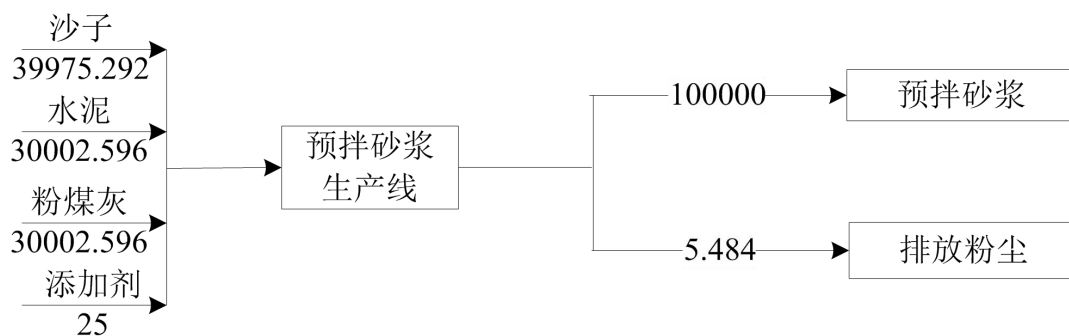 沙子
39975.292
水泥
30002.596
粉煤灰
30002.596
添加剂
25
预拌砂浆
生产线
100000
预拌砂浆
5.484
排放粉尘